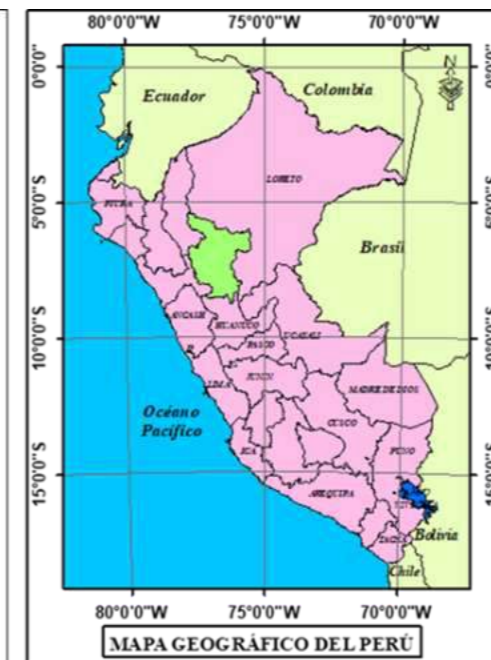 80°0'0"W 75°0'0"W 70°0'0"W
0°0'0"
5°0'0"S
10°0'0"S
15°0'0"S
N
Ecuador
Colombia
LORETO
PIURA
Brasil
ANCASH
HUANUCO
PASCO
UCAYALI
LIMA
JUNIN
MADRE DE DIOS
Océano
Pacífico
CUSCO
ICA
PUNO
AREQUIPA
TACNA
Bolivia
Chile
80°0'0"W 75°0'0"W 70°0'0"W
MAPA GEOGRÁFICO DEL PERÚ